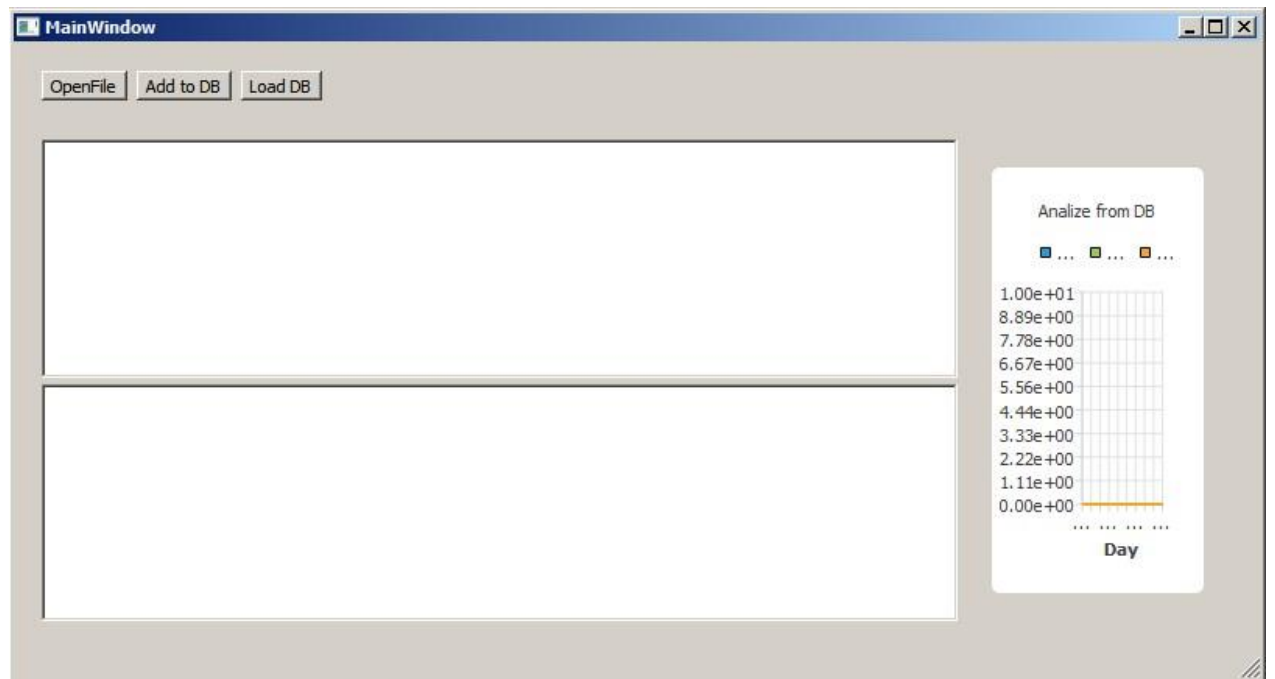 MainWindow
OpenFile Add to DB Load DB
Analize from DB
... ... ...
1.00e+01
8.89e+00
7.78e+00
6.67e+00
5.56e+00
4.44e+00
3.33e+00
2.22e+00
1.11e+00
0.00e+00
... ... ... ...
Day